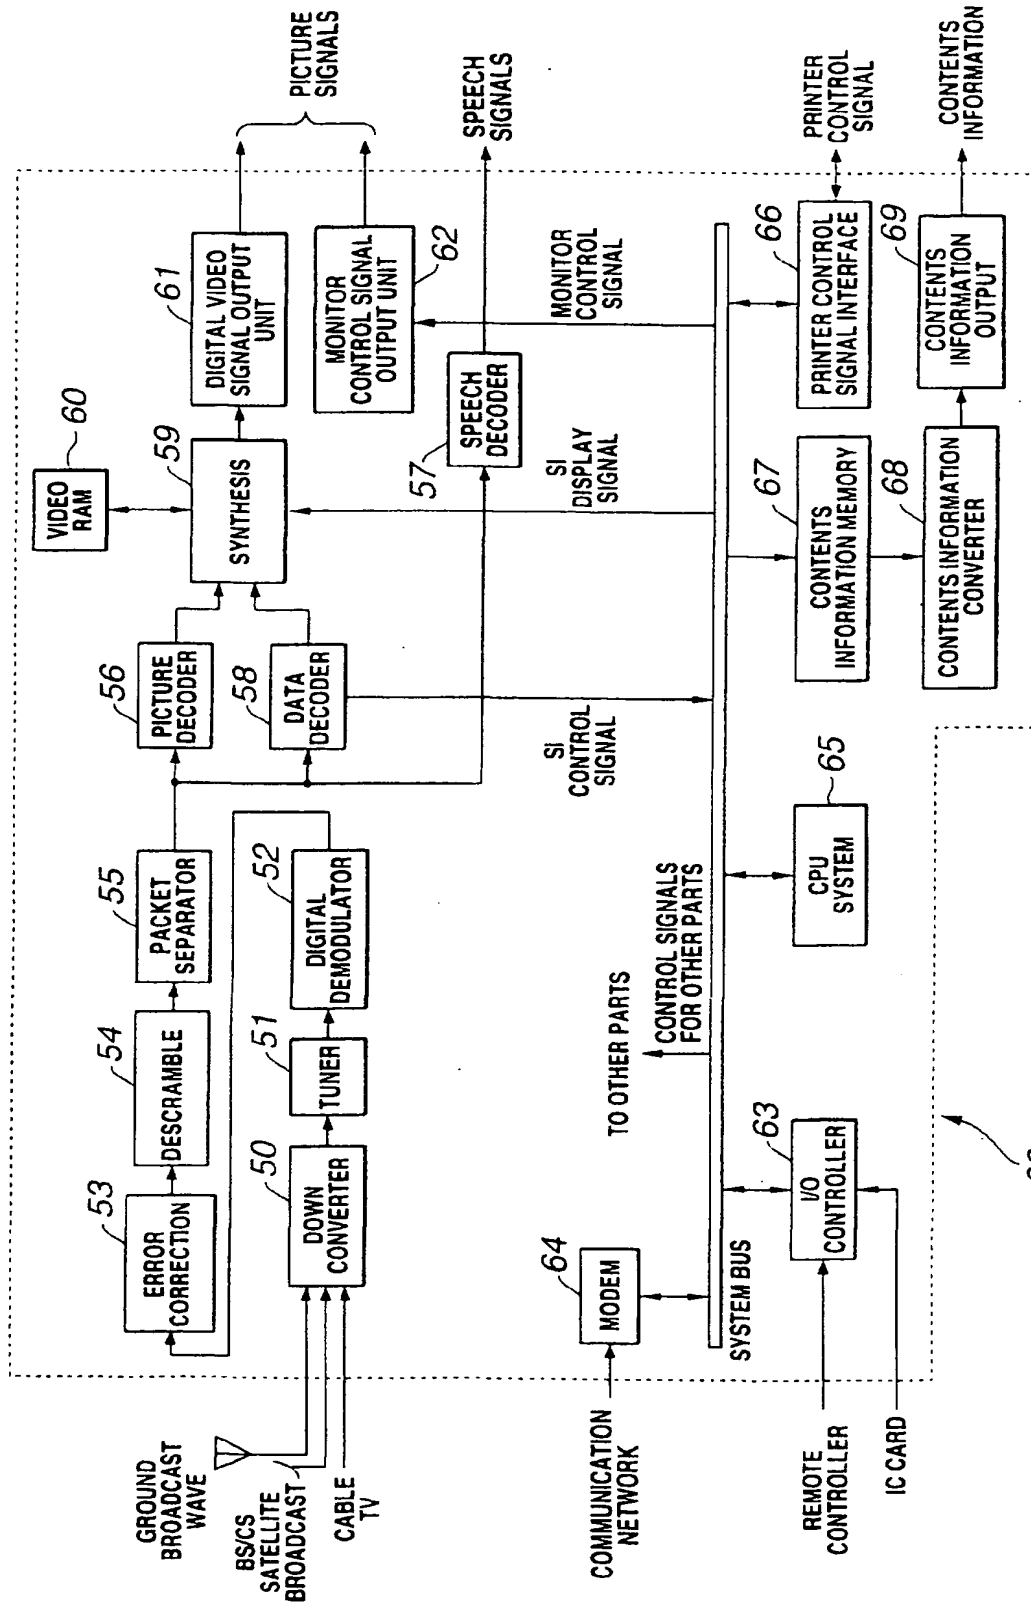 GROUND
BROADCAST
WAVE
BS/CS
SATELLITE
BROADCAST
CABLE
TV
53
ERROR
CORRECTION
54
DESCRAMBLE
55
PACKET
SEPARATOR
56
PICTURE
DECODER
60
VIDEO
RAM
59
SYNTHESIS
61
DIGITAL VIDEO
SIGNAL OUTPUT
UNIT
PICTURE
SIGNALS
50
DOWN
CONVERTER
51
TUNER
52
DIGITAL
DEMODULATOR
58
DATA
DECODER
MONITOR
CONTROL SIGNAL
OUTPUT UNIT
62
57
SPEECH
DECODER
SPEECH
SIGNALS
SI
CONTROL
SIGNAL
SI
DISPLAY
SIGNAL
MONITOR
CONTROL
SIGNAL
COMMUNICATION
NETWORK
64
MODEM
TO OTHER PARTS
CONTROL SIGNALS
FOR OTHER PARTS
SYSTEM BUS
REMOTE
CONTROLLER
IC CARD
63
I/O
CONTROLLER
65
CPU
SYSTEM
67
CONTENTS
INFORMATION MEMORY
66
PRINTER CONTROL
SIGNAL INTERFACE
PRINTER
CONTROL
SIGNAL
68
CONTENTS INFORMATION
CONVERTER
69
CONTENTS
INFORMATION
OUTPUT
CONTENTS
INFORMATION